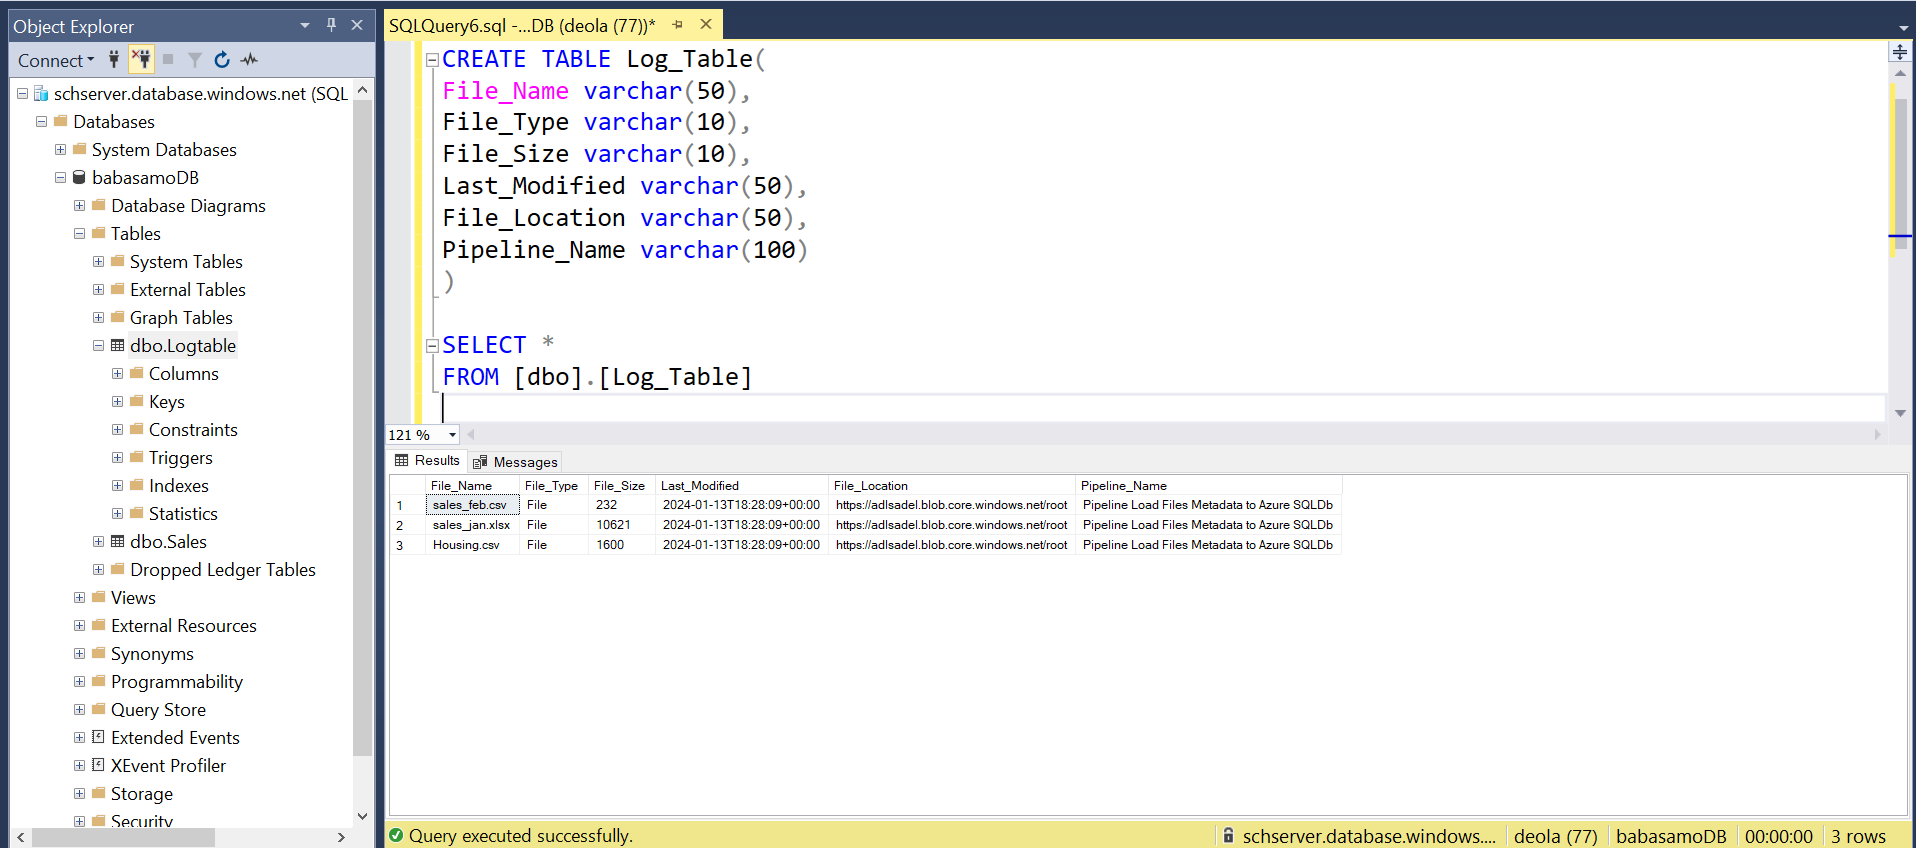 Object Explorer
Connect
schserver.database.windows.net (SQL
Databases
System Databases
babasamoDB
Database Diagrams
Tables
System Tables
External Tables
Graph Tables
dbo.Logtable
Columns
Keys
Constraints
Triggers
Indexes
Statistics
dbo.Sales
Dropped Ledger Tables
Views
External Resources
Synonyms
Programmability
Query Store
Extended Events
XEvent Profiler
Storage
Security
SQLQuery6.sql -...DB (deola (77))*
CREATE TABLE Log_Table(
File_Name varchar(50),
File_Type varchar(10),
File_Size varchar(10),
Last_Modified varchar(50),
File_Location varchar(50),
Pipeline_Name varchar(100)
)
SELECT *
FROM [dbo].[Log_Table]
121 %
Results Messages
File_Name File_Type File_Size Last_Modified File_Location Pipeline_Name
1 sales_feb.csv File 232 2024-01-13T18:28:09+00:00 https://adlsadel.blob.core.windows.net/root Pipeline Load Files Metadata to Azure SQLDb
2 sales_jan.xlsx File 10621 2024-01-13T18:28:09+00:00 https://adlsadel.blob.core.windows.net/root Pipeline Load Files Metadata to Azure SQLDb
3 Housing.csv File 1600 2024-01-13T18:28:09+00:00 https://adlsadel.blob.core.windows.net/root Pipeline Load Files Metadata to Azure SQLDb
Query executed successfully. schserver.database.windows.... deola (77) babasamoDB 00:00:00 3 rows